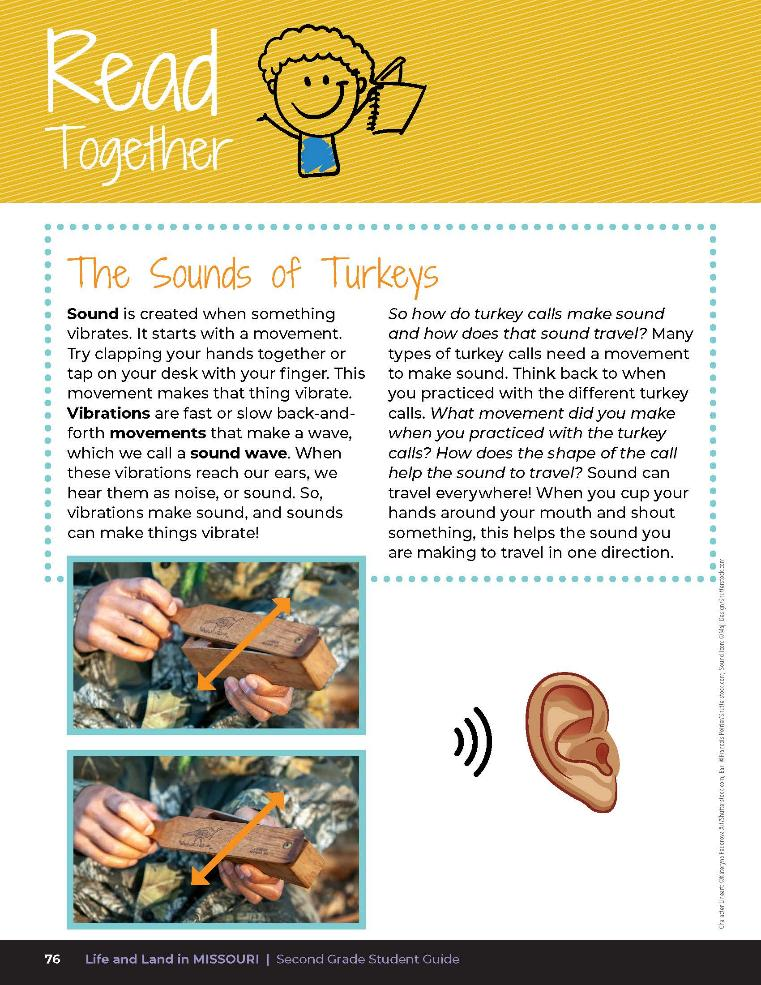 Read
Together
The Sounds of Turkeys
Sound is created when something
vibrates. It starts with a movement.
Try clapping your hands together or
tap on your desk with your finger. This
movement makes that thing vibrate.
Vibrations are fast or slow back-and-
forth movements that make a wave,
which we call a sound wave. When
these vibrations reach our ears, we
hear them as noise, or sound. So,
vibrations make sound, and sounds
can make things vibrate!
So how do turkey calls make sound
and how does that sound travel? Many
types of turkey calls need a movement
to make sound. Think back to when
you practiced with the different turkey
calls. What movement did you make
when you practiced with the turkey
calls? How does the shape of the call
help the sound to travel? Sound can
travel everywhere! When you cup your
hands around your mouth and shout
something, this helps the sound you
are making to travel in one direction.
76 Life and Land in MISSOURI | Second Grade Student Guide